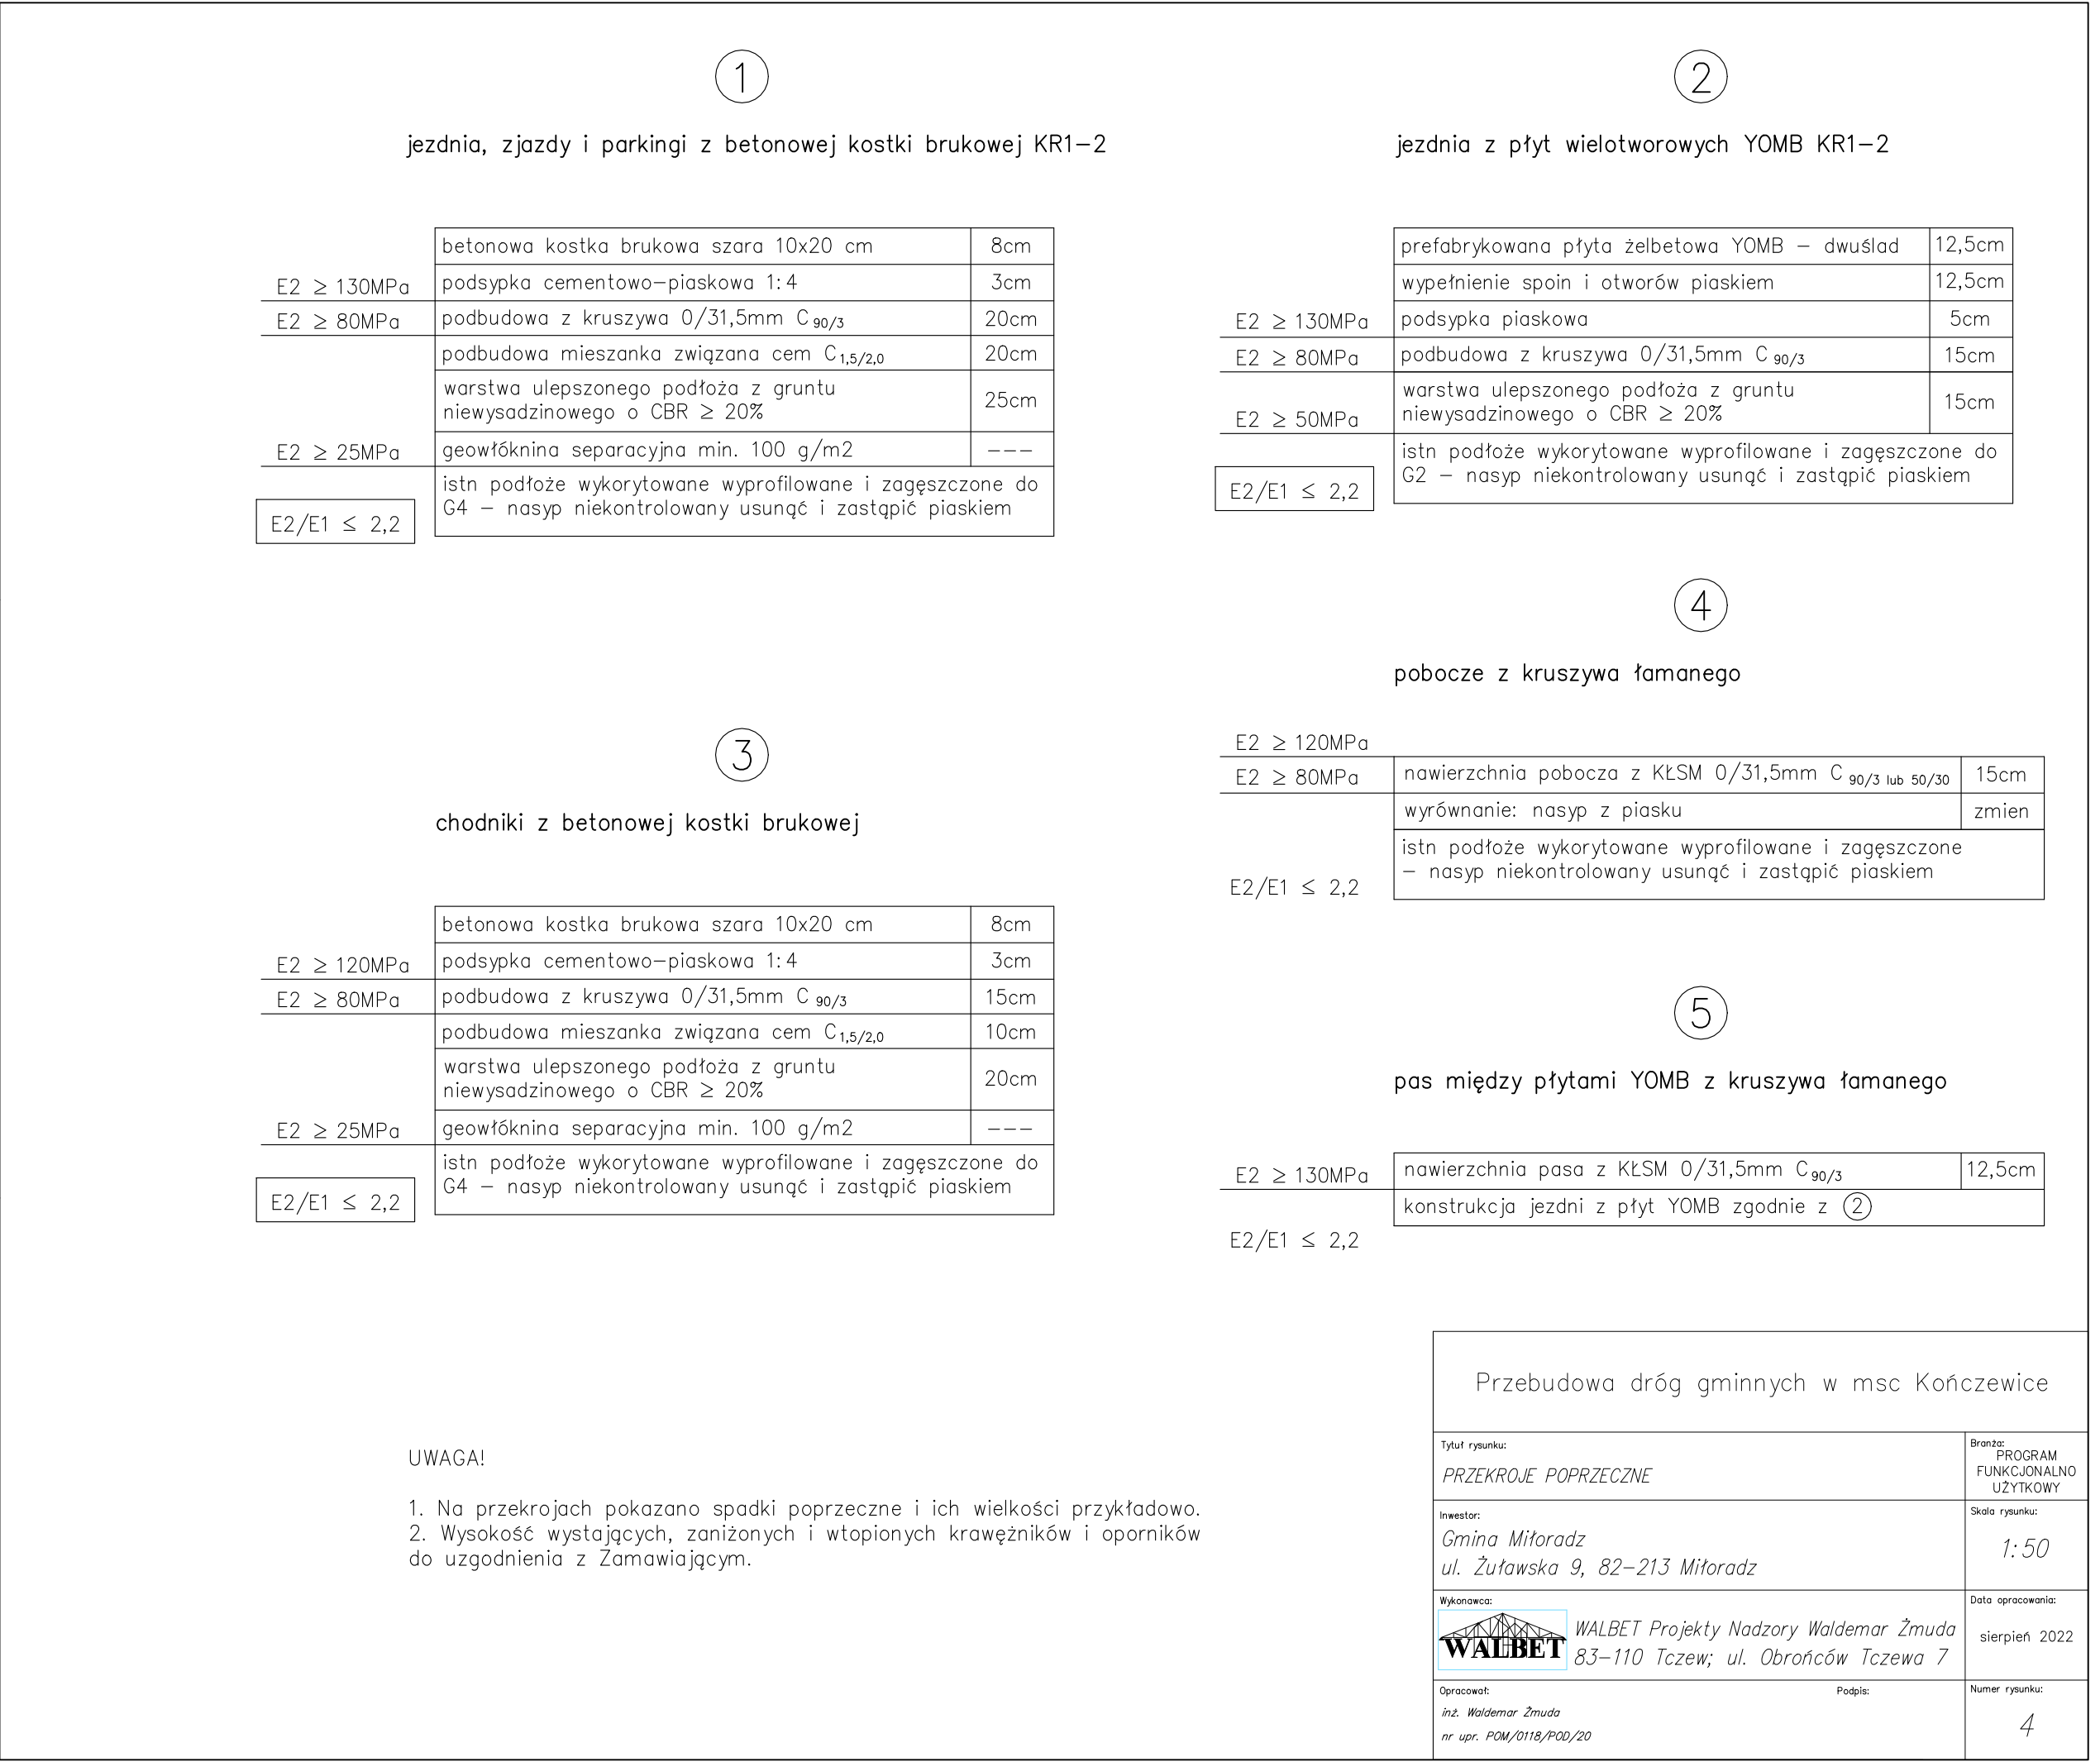 1
jezdnia, zjazdy i parkingi z betonowej kostki brukowej KR1-2
betonowa kostka brukowa szara 10x20 cm 8cm
E2 ≥ 130MPa podsypka cementowo-piaskowa 1:4 3cm
E2 ≥ 80MPa podbudowa z kruszywa 0/31,5mm C 90/3 20cm
podbudowa mieszanka związana cem C 1,5/2,0 20cm
warstwa ulepszonego podłoża z gruntu
niewysadzinowego o CBR ≥ 20% 25cm
E2 ≥ 25MPa geowłóknina separacyjna min. 100 g/m2 ---
istn podłoże wykorytowane wyprofilowane i zagęszczone do
G4 - nasyp niekontrolowany usunąć i zastąpić piaskiem
E2/E1 ≤ 2,2
2
jezdnia z płyt wielotworowych YOMB KR1-2
prefabrykowana płyta żelbetowa YOMB - dwuślad 12,5cm
wypełnienie spoin i otworów piaskiem 12,5cm
E2 ≥ 130MPa podsypka piaskowa 5cm
E2 ≥ 80MPa podbudowa z kruszywa 0/31,5mm C 90/3 15cm
warstwa ulepszonego podłoża z gruntu
niewysadzinowego o CBR ≥ 20% 15cm
E2 ≥ 50MPa
istn podłoże wykorytowane wyprofilowane i zagęszczone do
G2 - nasyp niekontrolowany usunąć i zastąpić piaskiem
E2/E1 ≤ 2,2
3
chodniki z betonowej kostki brukowej
betonowa kostka brukowa szara 10x20 cm 8cm
E2 ≥ 120MPa podsypka cementowo-piaskowa 1:4 3cm
E2 ≥ 80MPa podbudowa z kruszywa 0/31,5mm C 90/3 15cm
podbudowa mieszanka związana cem C 1,5/2,0 10cm
warstwa ulepszonego podłoża z gruntu
niewysadzinowego o CBR ≥ 20% 20cm
E2 ≥ 25MPa geowłóknina separacyjna min. 100 g/m2 ---
istn podłoże wykorytowane wyprofilowane i zagęszczone do
G4 - nasyp niekontrolowany usunąć i zastąpić piaskiem
E2/E1 ≤ 2,2
4
pobocze z kruszywa łamanego
E2 ≥ 120MPa
E2 ≥ 80MPa nawierzchnia pobocza z KŁSM 0/31,5mm C 90/3 lub 50/30 15cm
wyrównanie: nasyp z piasku zmien
istn podłoże wykorytowane wyprofilowane i zagęszczone
- nasyp niekontrolowany usunąć i zastąpić piaskiem
E2/E1 ≤ 2,2
5
pas między płytami YOMB z kruszywa łamanego
E2 ≥ 130MPa nawierzchnia pasa z KŁSM 0/31,5mm C 90/3 12,5cm
konstrukcja jezdni z płyt YOMB zgodnie z 2
E2/E1 ≤ 2,2
UWAGA!
1. Na przekrojach pokazano spadki poprzeczne i ich wielkości przykładowo.
2. Wysokość wystających, zaniżonych i wtopionych krawężników i oporników
do uzgodnienia z Zamawiającym.
Przebudowa dróg gminnych w msc Kończewice
Tytuł rysunku:
PRZEKROJE POPRZECZNE
Branża:
PROGRAM
FUNKCJONALNO
UŻYTKOWY
Inwestor:
Gmina Miłoradz
ul. Żuławska 9, 82-213 Miłoradz
Skala rysunku:
1:50
Wykonawca:
WALBET
WALBET Projekty Nadzory Waldemar Żmuda
83-110 Tczew; ul. Obrońców Tczewa 7
Data opracowania:
sierpień 2022
Opracował:
inż. Waldemar Żmuda
nr upr. POM/0118/POD/20
Podpis:
Numer rysunku:
4